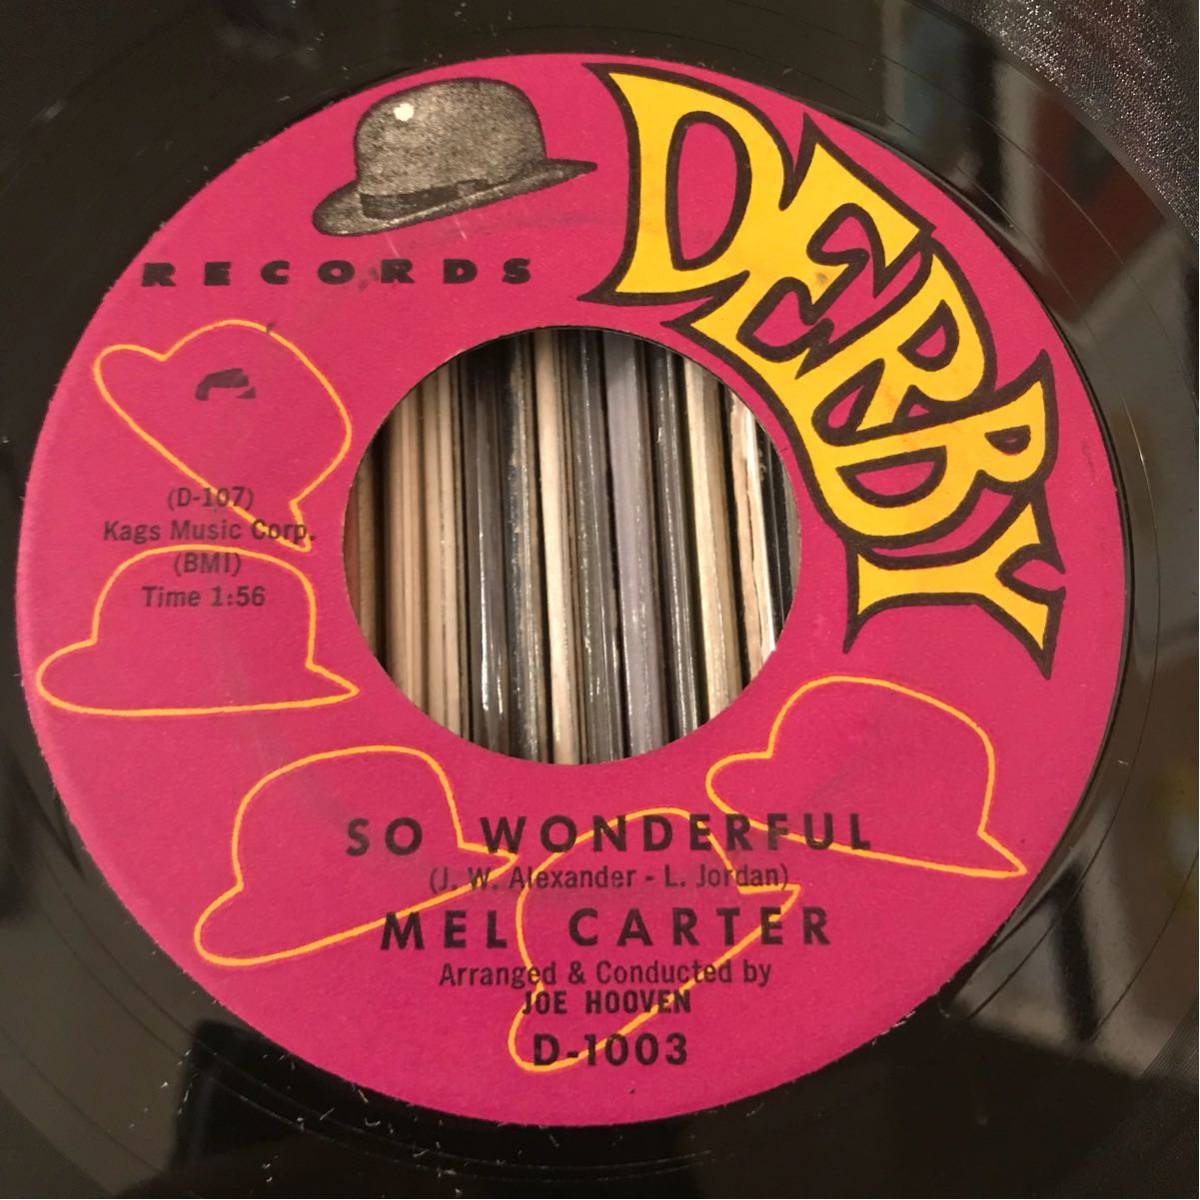 DERBY
RECORDS
(D-107)
Kags Music Corp.
(BMI)
Time 1:56
SO WONDERFUL
(J. W. Alexander - L. Jordan)
MEL CARTER
Arranged & Conducted by
JOE HOOVEN
D-1003